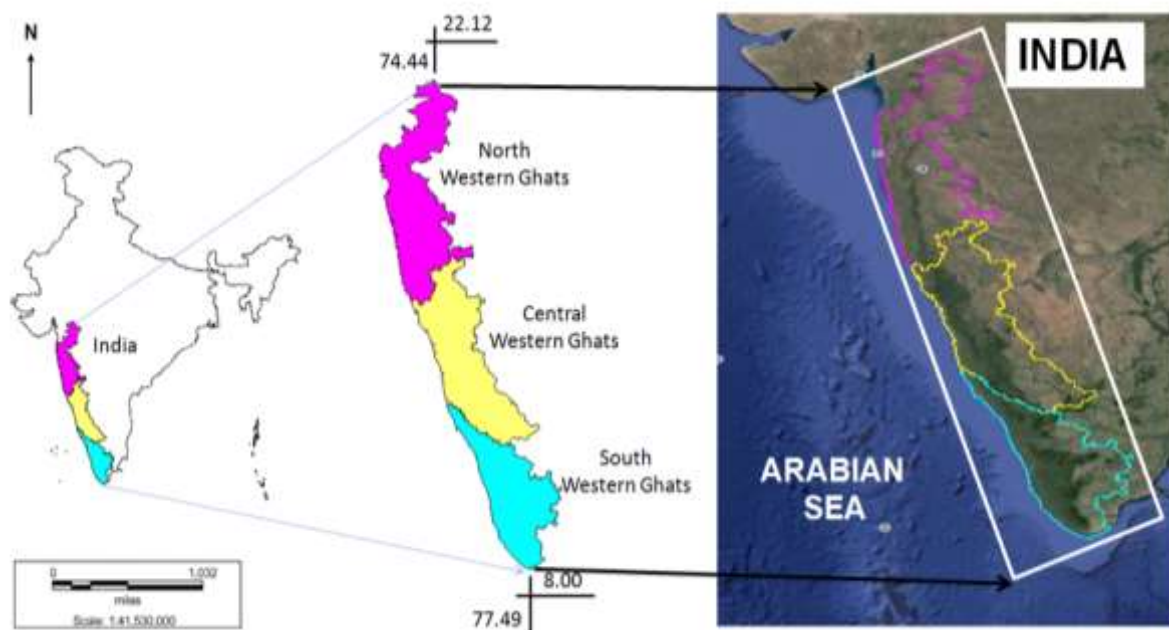 N
22.12
74.44
INDIA
North
Western Ghats
India
Central
Western Ghats
South
Western Ghats
ARABIAN
SEA
0 1,032
miles
Scale: 1:41,530,000
8.00
77.49